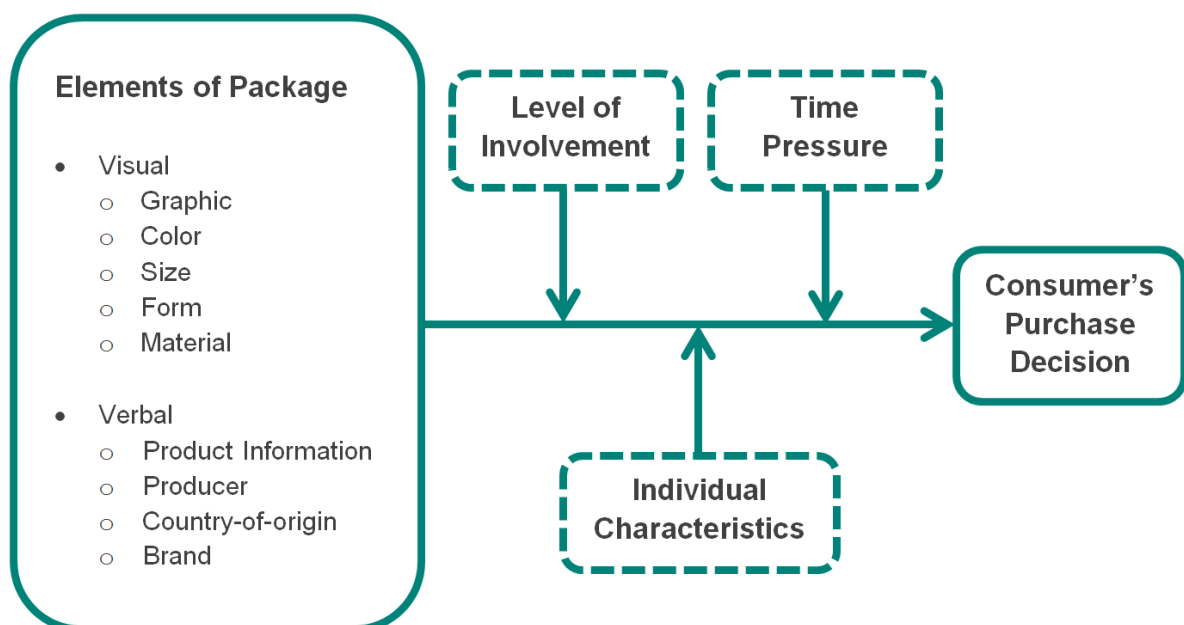 Elements of Package
• Visual
o Graphic
o Color
o Size
o Form
o Material
• Verbal
o Product Information
o Producer
o Country-of-origin
o Brand
Level of
Involvement
Time
Pressure
Individual
Characteristics
Consumer’s
Purchase
Decision